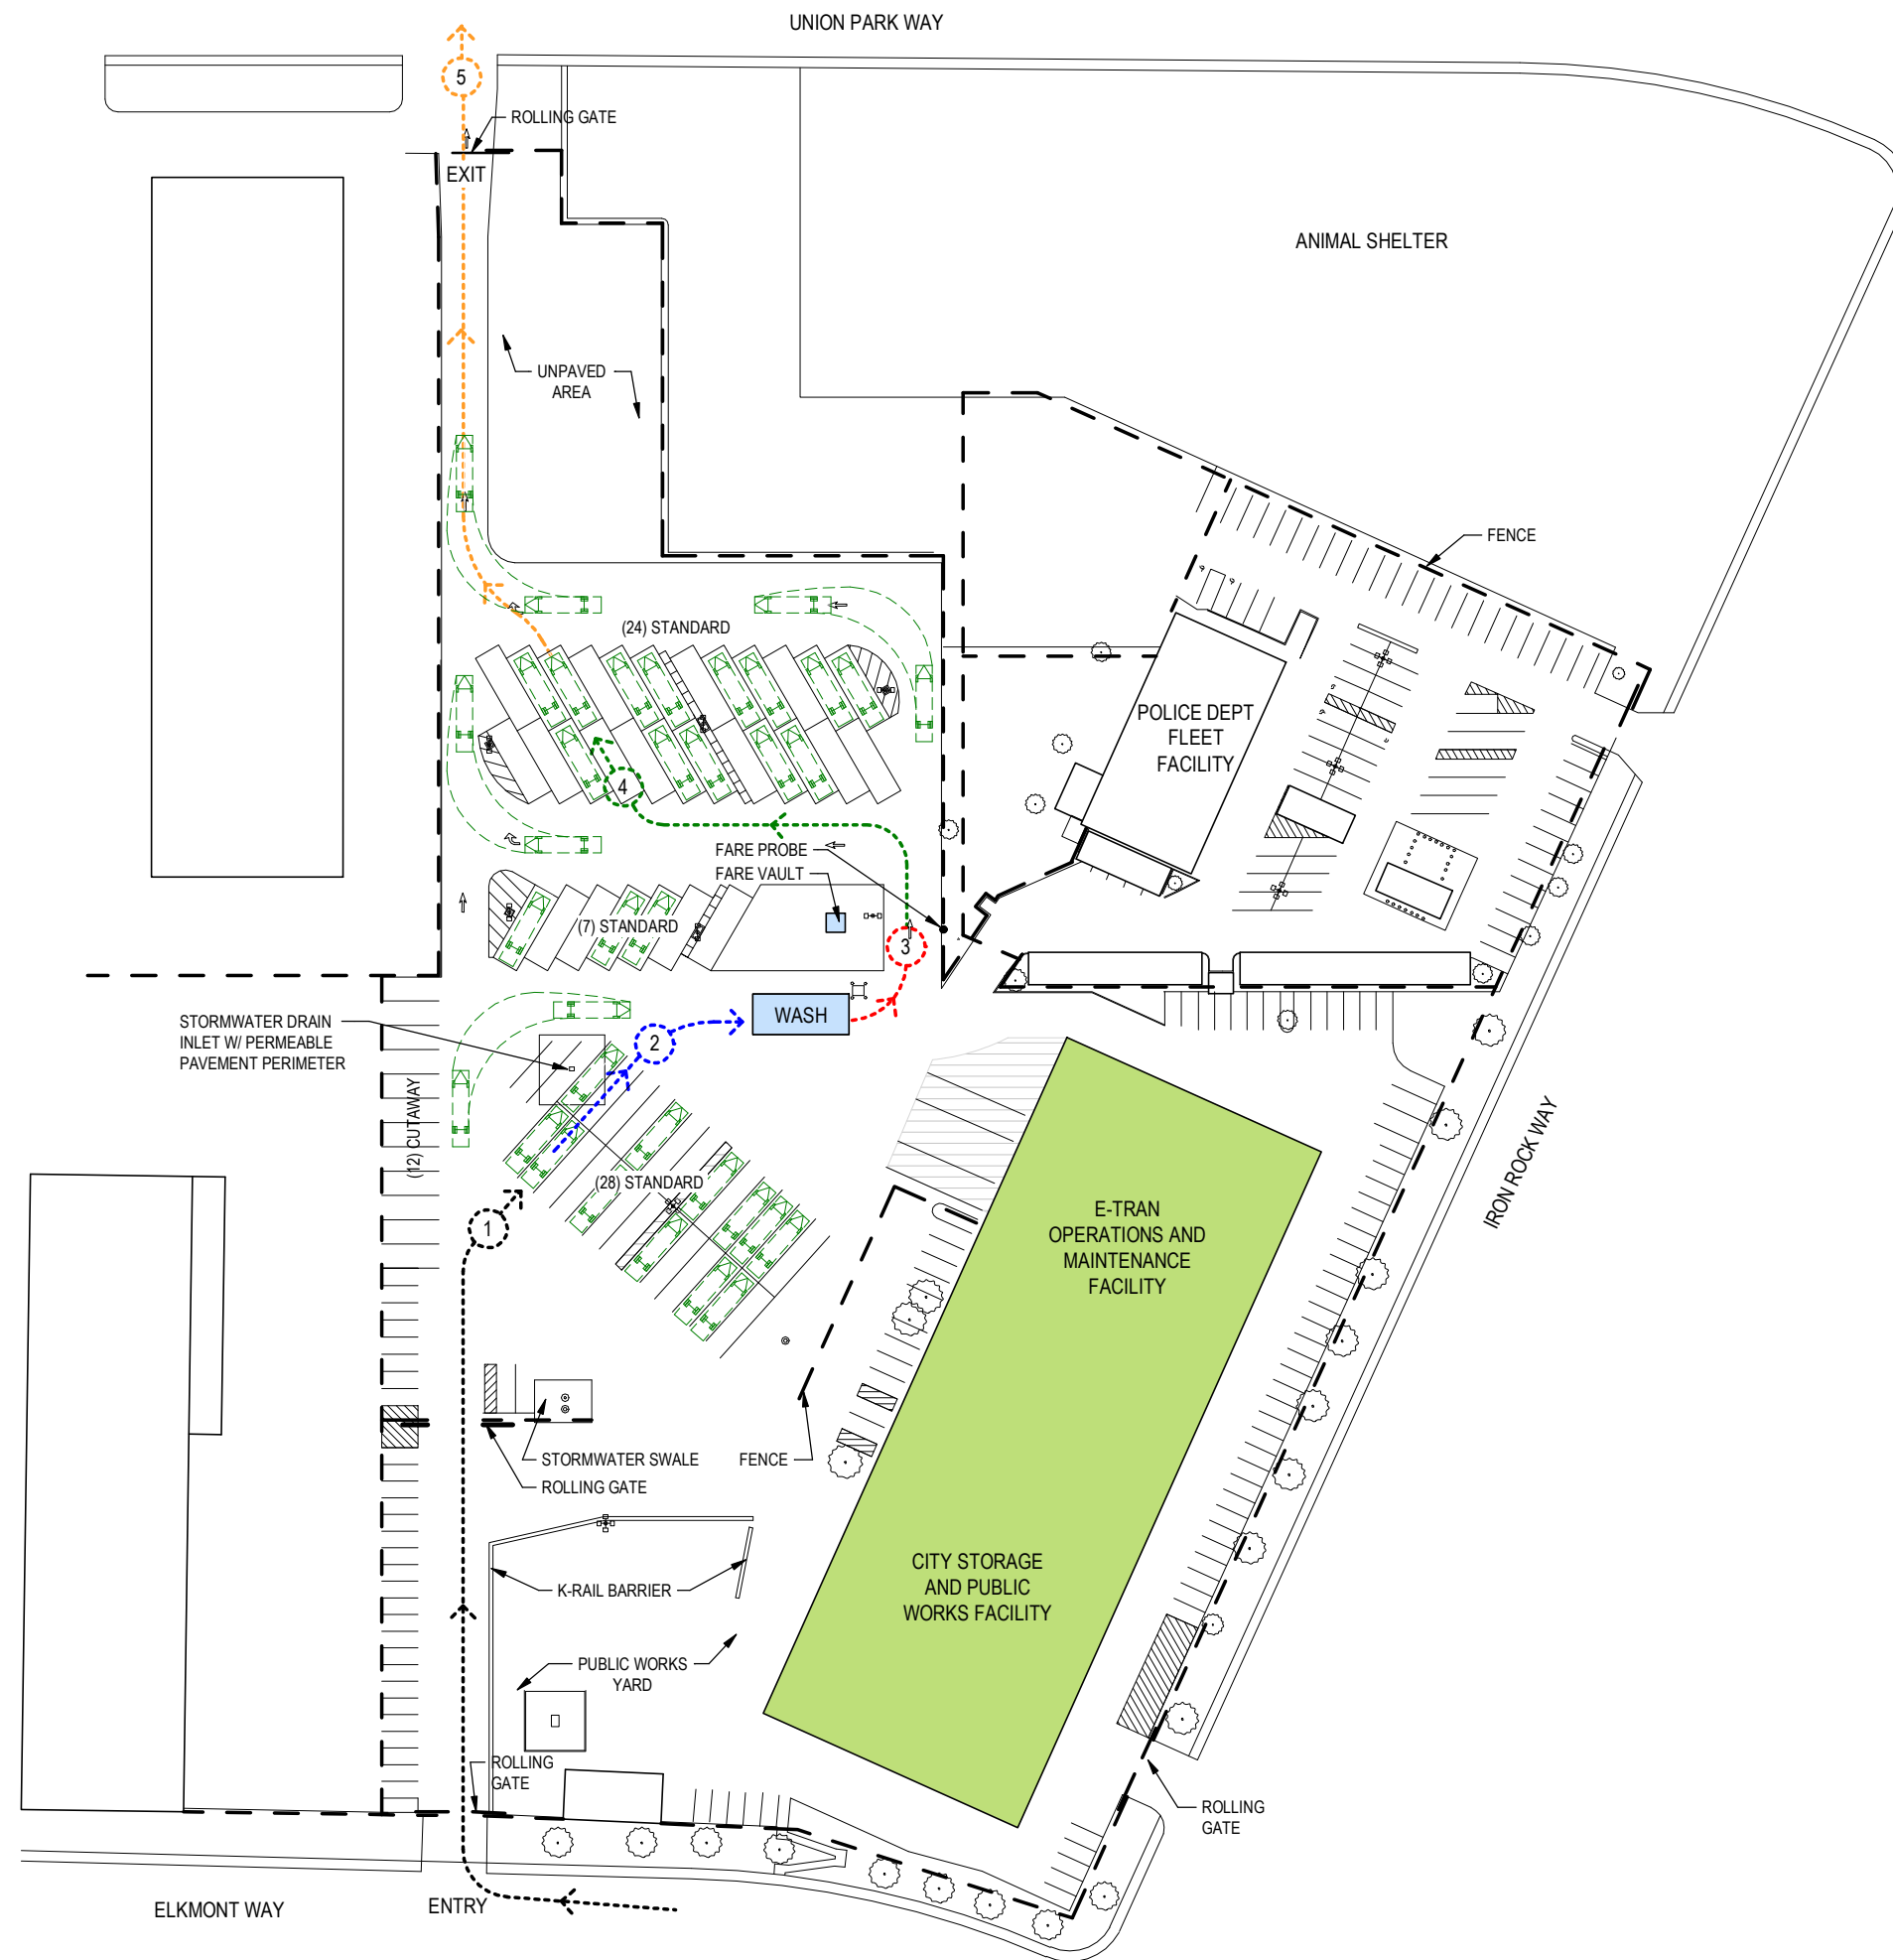 UNION PARK WAY
5
ROLLING GATE
EXIT
ANIMAL SHELTER
UNPAVED
AREA
FENCE
(24) STANDARD
POLICE DEPT
FLEET
FACILITY
4
FARE PROBE
FARE VAULT
(7) STANDARD
3
WASH
STORMWATER DRAIN
INLET W/ PERMEABLE
PAVEMENT PERIMETER
2
(12) CUTAWAY
(28) STANDARD
1
E-TRAN
OPERATIONS AND
MAINTENANCE
FACILITY
IRON ROCK WAY
STORMWATER SWALE
FENCE
ROLLING GATE
CITY STORAGE
AND PUBLIC
WORKS FACILITY
K-RAIL BARRIER
PUBLIC WORKS
YARD
ROLLING
GATE
ROLLING
GATE
ELKMONT WAY
ENTRY